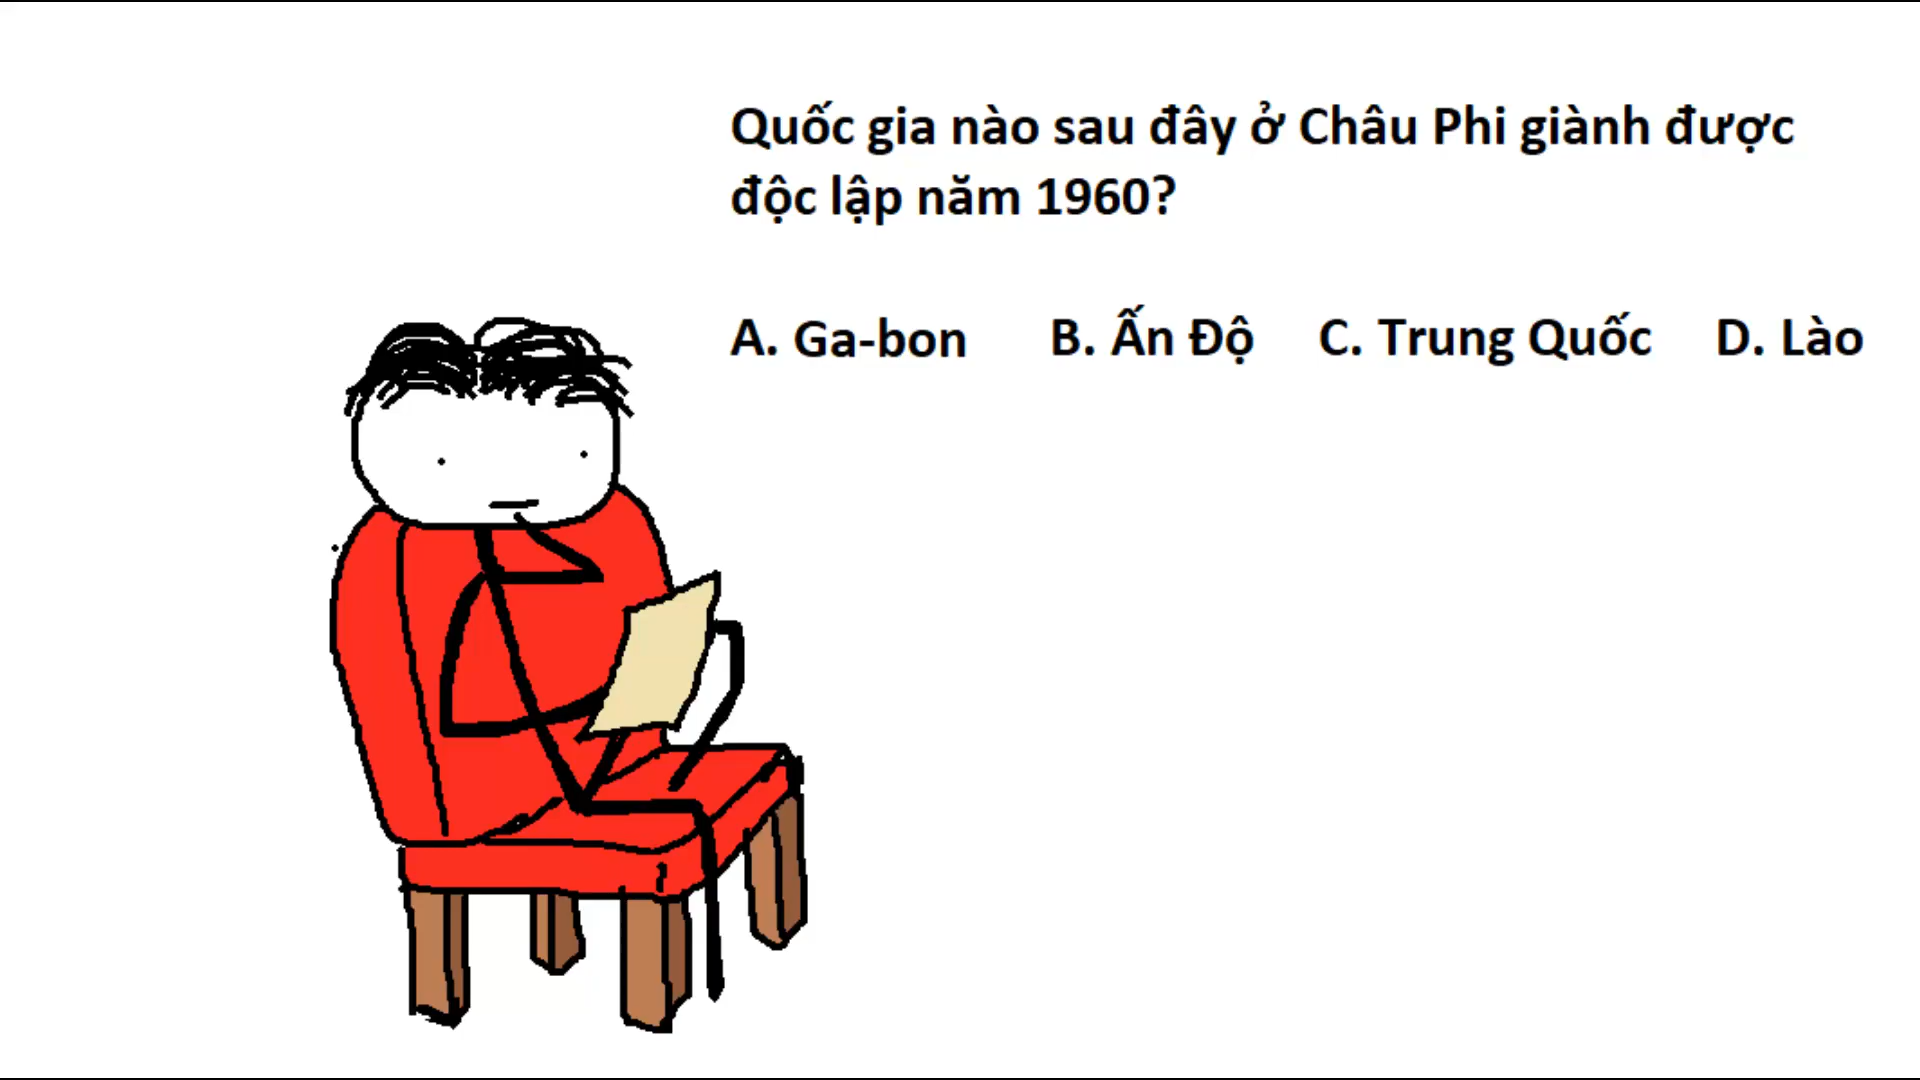 Quốc gia nào sau đây ở Châu Phi giành được
độc lập năm 1960?
A. Ga-bon B. Ấn Độ C. Trung Quốc D. Lào